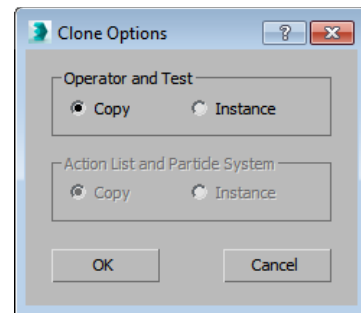 Clone Options
?
Operator and Test
Copy Instance
Action List and Particle System
Copy Instance
OK Cancel